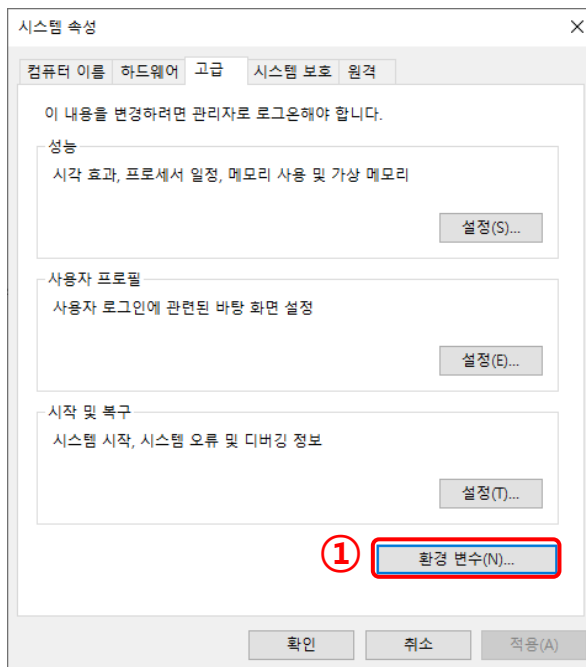 시스템 속성
컴퓨터 이름 하드웨어 고급 시스템 보호 원격
이 내용을 변경하려면 관리자로 로그온해야 합니다.
성능
시각 효과, 프로세서 일정, 메모리 사용 및 가상 메모리
설정(S)...
사용자 프로필
사용자 로그인에 관련된 바탕 화면 설정
설정(E)...
시작 및 복구
시스템 시작, 시스템 오류 및 디버깅 정보
설정(T)...
① 환경 변수(N)...
확인 취소 적용(A)